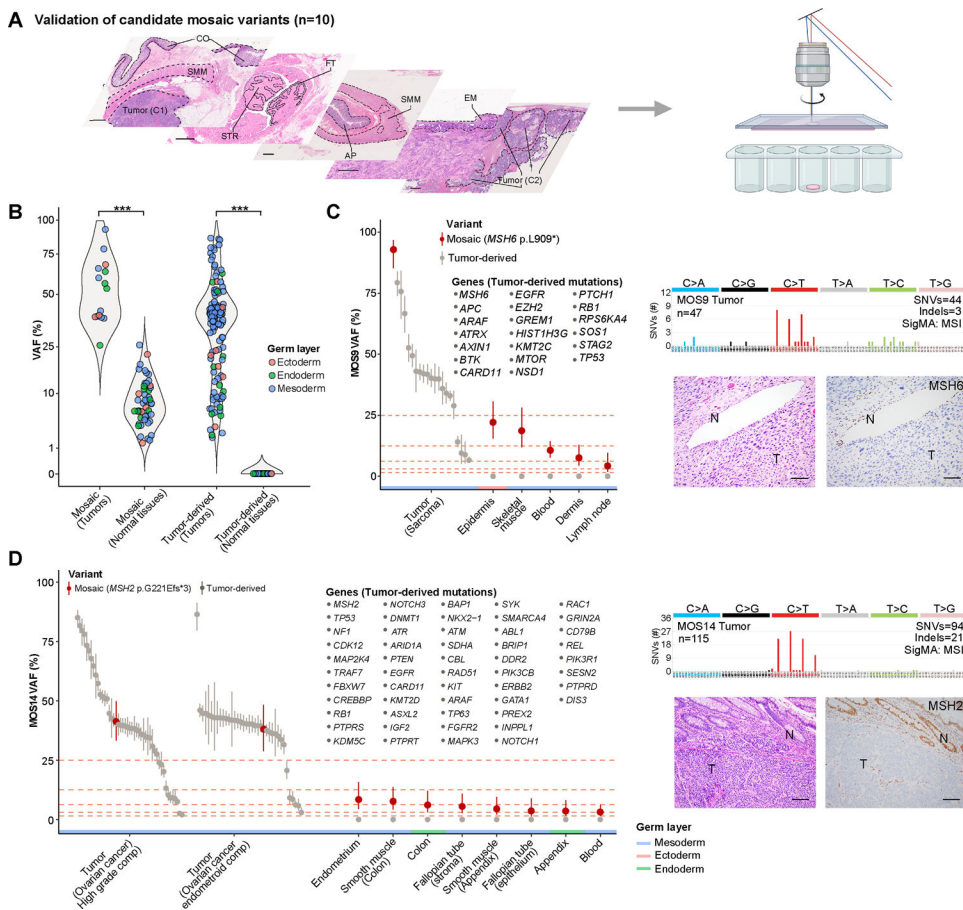 A Validation of candidate mosaic variants (n=10)
CO
SMM
Tumor (C1)
FT
STR
SMM
AP
EM
Tumor (C2)
B
***
***
100
75
50
25
10
1
0
VAF (%)
Germ layer
Ectoderm
Endoderm
Mesoderm
Mosaic
(Tumors)
Mosaic
(Normal tissues)
Tumor-derived
(Tumors)
Tumor-derived
(Normal tissues)
C
Variant
Mosaic (MSH6 p.L909*)
Tumor-derived
Genes (Tumor-derived mutations)
MSH6 EGFR PTCH1
APC EZH2 RB1
ARAF GREM1 RPS6KA4
ATRX HIST1H3G SOS1
AXIN1 KMT2C STAG2
BTK MTOR TP53
CARD11 NSD1
100
75
50
25
0
MOS9 VAF (%)
Tumor
(Sarcoma)
Epidermis
Skeletal
muscle
Blood
Dermis
Lymph node
C>A C>G C>T T>A T>C T>G
12
8
4
0
SNVs (#)
MOS9 Tumor
n=47
SNVs=44
Indels=3
SigMA: MSI
N
T
MSH6
N
T
D
Variant
Mosaic (MSH2 p.G221Efs*3)
Tumor-derived
Genes (Tumor-derived mutations)
MSH2 NOTCH3 BAP1 SYK RAC1
TP53 DNMT1 NKX2-1 SMARCA4 GRIN2A
NF1 ATR ATM ABL1 CD79B
CDK12 ARID1A SDHA BRIP1 REL
MAP2K4 PTEN CBL DDR2 PIK3R1
TRAF7 EGFR RAD51 PIK3CB SESN2
FBXW7 CARD11 KIT ERBB2 PTPRD
CREBBP KMT2D ARAF GATA1 DIS3
RB1 ASXL2 TP63 PREX2
PTPRS IGF2 FGFR2 INPPL1
KDM5C PTPRT MAPK3 NOTCH1
100
75
50
25
0
MOS14 VAF (%)
Tumor
(Ovarian cancer)
High grade comp)
Tumor
(Ovarian cancer
endometroid comp)
Endometrium
Smooth muscle
(Colon)
Colon
Fallopian tube
(stroma)
Smooth muscle
(Appendix)
Fallopian tube
(epithelium)
Appendix
Blood
C>A C>G C>T T>A T>C T>G
36
26
13
0
SNVs (#)
MOS14 Tumor
n=115
SNVs=94
Indels=21
SigMA: MSI
N
T
MSH2
N
T
Germ layer
Mesoderm
Ectoderm
Endoderm